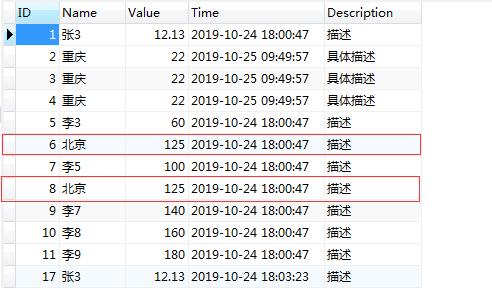 ID Name Value Time Description
1 张3 12.13 2019-10-24 18:00:47 描述
2 重庆 22 2019-10-25 09:49:57 具体描述
3 重庆 22 2019-10-25 09:49:57 具体描述
4 重庆 22 2019-10-25 09:49:57 具体描述
5 李3 60 2019-10-24 18:00:47 描述
6 北京 125 2019-10-24 18:00:47 描述
7 李5 100 2019-10-24 18:00:47 描述
8 北京 125 2019-10-24 18:00:47 描述
9 李7 140 2019-10-24 18:00:47 描述
10 李8 160 2019-10-24 18:00:47 描述
11 李9 180 2019-10-24 18:00:47 描述
17 张3 12.13 2019-10-24 18:03:23 描述